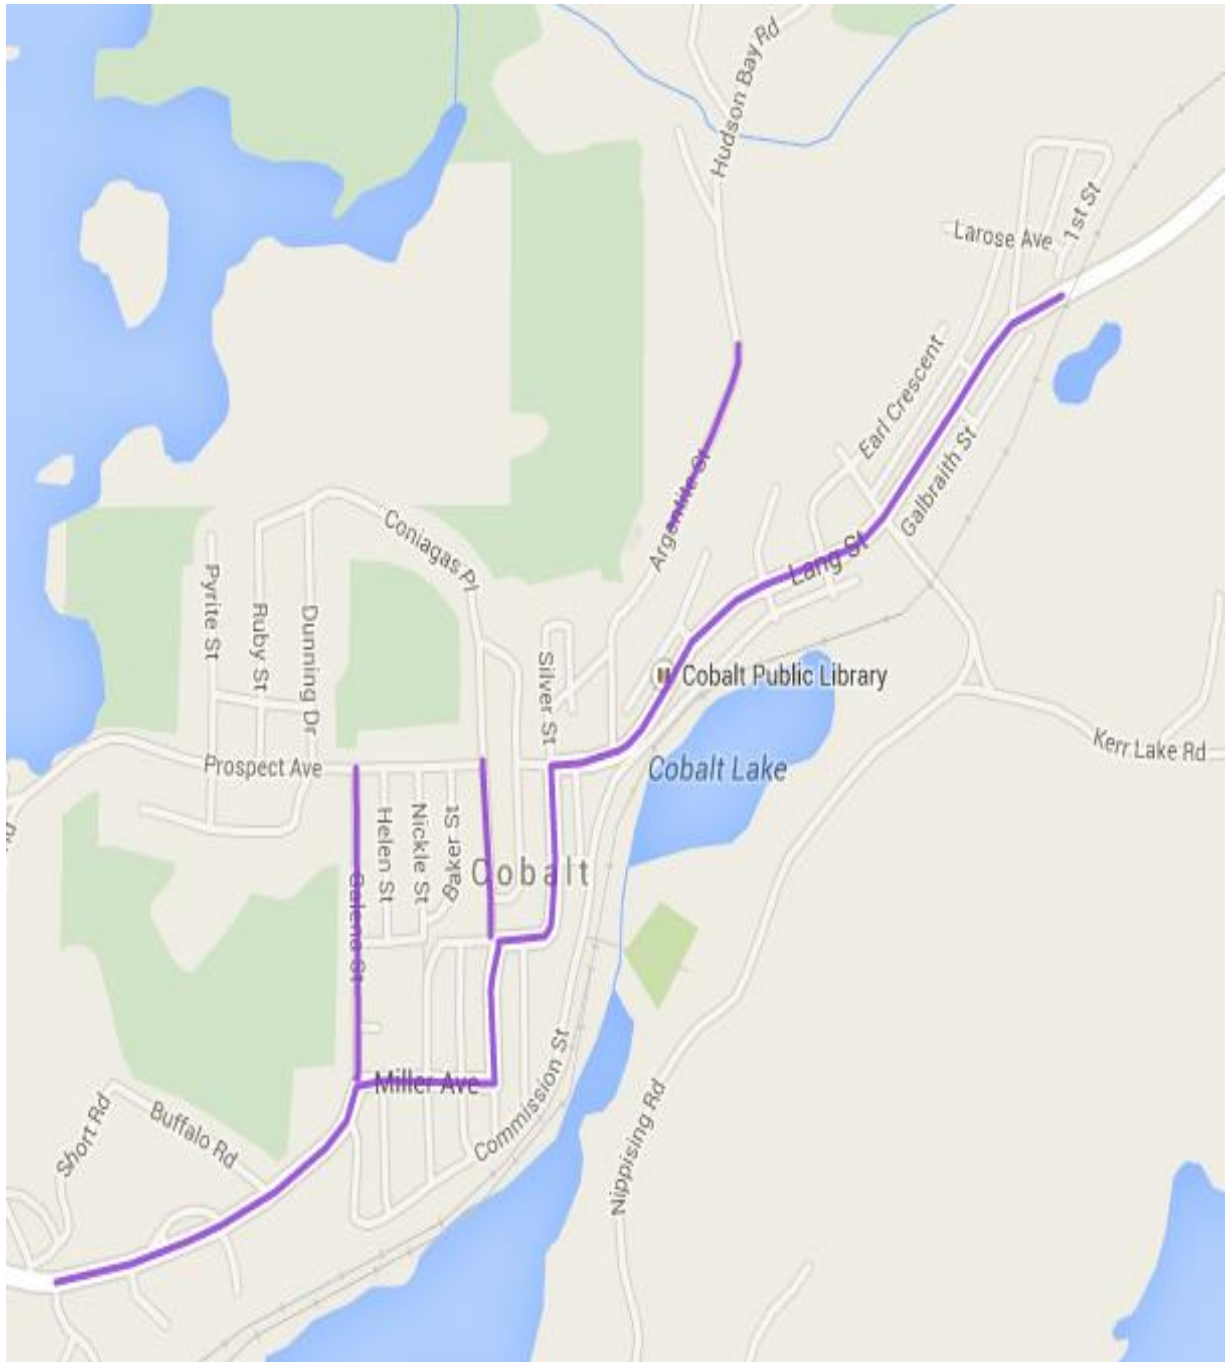 Hudson Bay Rd
Larose Ave
1st St
Earl Crescent
Galbraith St
Argentite St
Lang St
Coniagas Pl
Pyrite St
Ruby St
Dunning Dr
Silver St
Cobalt Public Library
Kerr Lake Rd
Prospect Ave
Cobalt Lake
Helen St
Nickle St
Baker St
Cobalt
Galena St
Miller Ave
Commission St
Short Rd
Buffalo Rd
Nippising Rd